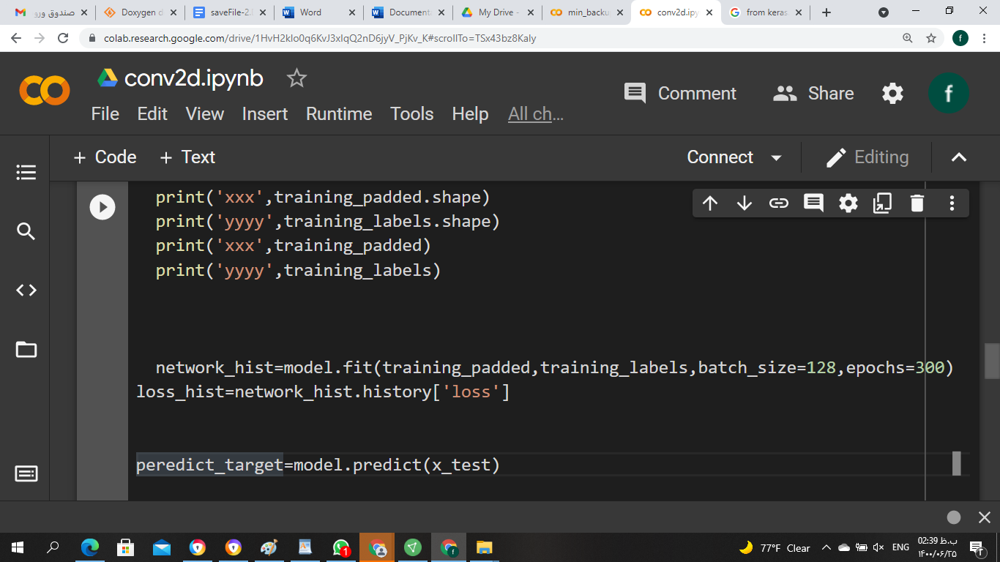 صندوق ورو
Doxygen d
saveFile-2.
Word
Documenta
My Drive -
min_backu
conv2d.ipy
from keras
colab.research.google.com/drive/1HvH2kIo0q6KvJ3xIqQ2nD6jyV_PjKv_K#scrollTo=TSx43bz8KaIy
f
conv2d.ipynb
Comment
Share
f
File Edit View Insert Runtime Tools Help All ch...
+ Code + Text
Connect
Editing
print('xxx',training_padded.shape)
print('yyyy',training_labels.shape)
print('xxx',training_padded)
print('yyyy',training_labels)
network_hist=model.fit(training_padded,training_labels,batch_size=128,epochs=300)
loss_hist=network_hist.history['loss']
peredict_target=model.predict(x_test)
1
f
77°F Clear
ENG
02:39 ب.ظ
۱۴۰۰/۰۶/۲۵